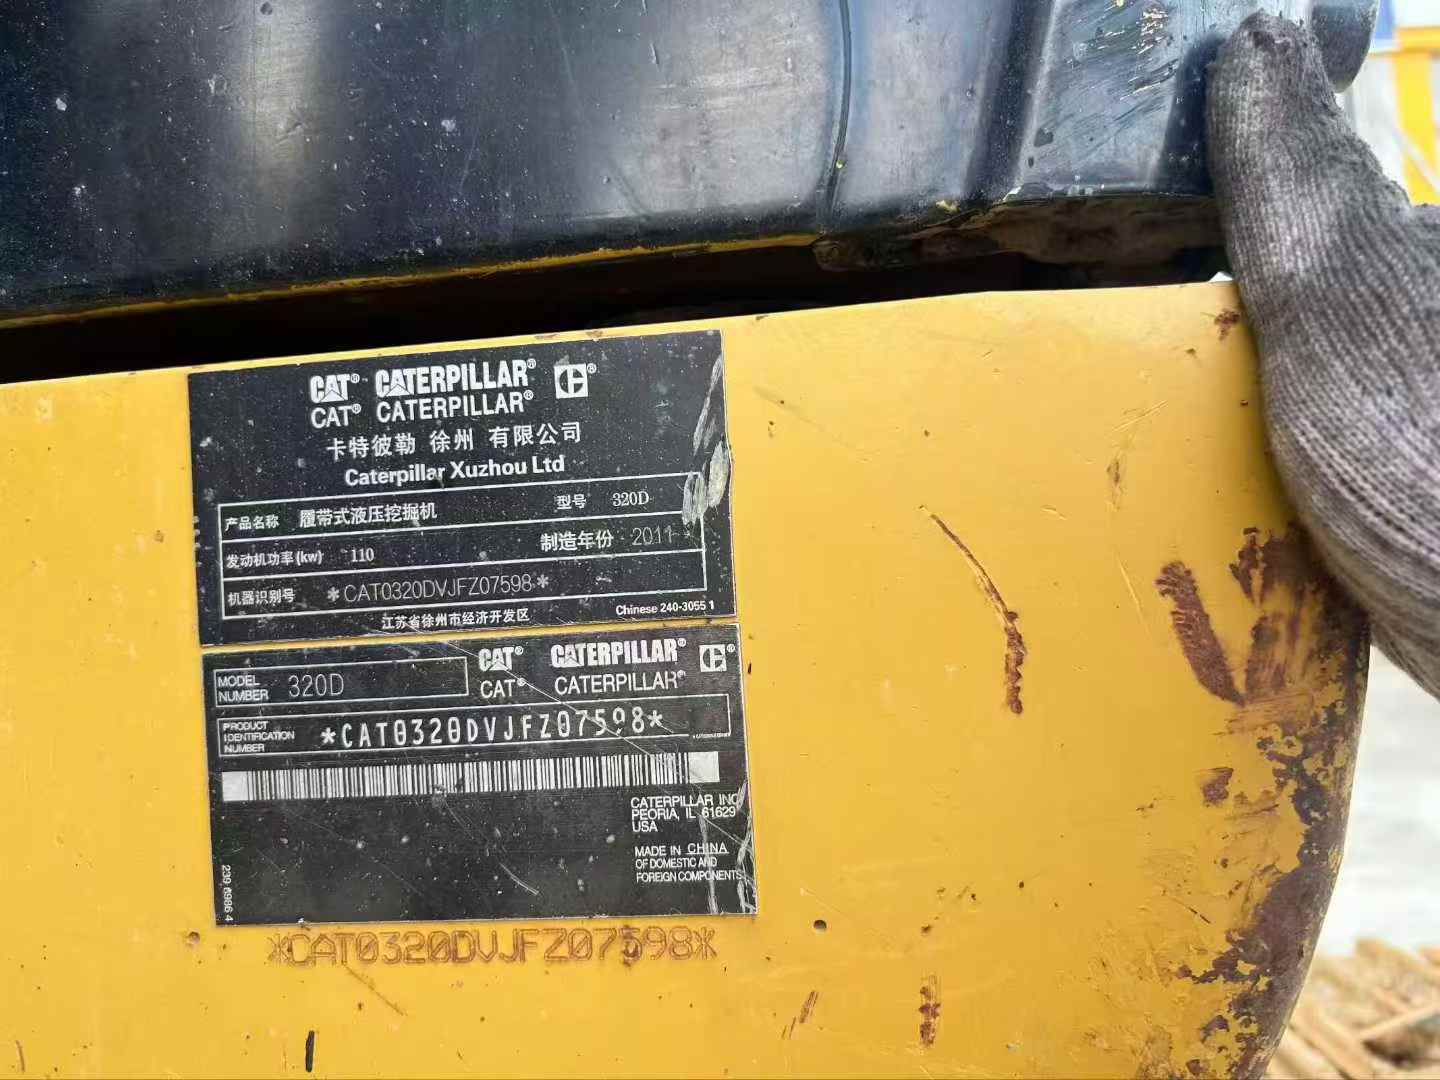 CAT® CATERPILLAR®
CAT® CATERPILLAR®
卡特彼勒 徐州 有限公司
Caterpillar Xuzhou Ltd
产品名称 履带式液压挖掘机 型号 320D
发动机功率(kw) 110 制造年份 2011
机器识别号 *CAT0320DVJFZ07598*
江苏省徐州市经济开发区 Chinese 240-3055 1
CAT® CATERPILLAR®
CAT® CATERPILLAR®
MODEL NUMBER 320D
PRODUCT IDENTIFICATION NUMBER *CAT0320DVJFZ07598*
CATERPILLAR INC
PEORIA, IL 61629
USA
MADE IN CHINA
OF DOMESTIC AND
FOREIGN COMPONENTS
239 6986 4
*CAT0320DVJFZ07598*